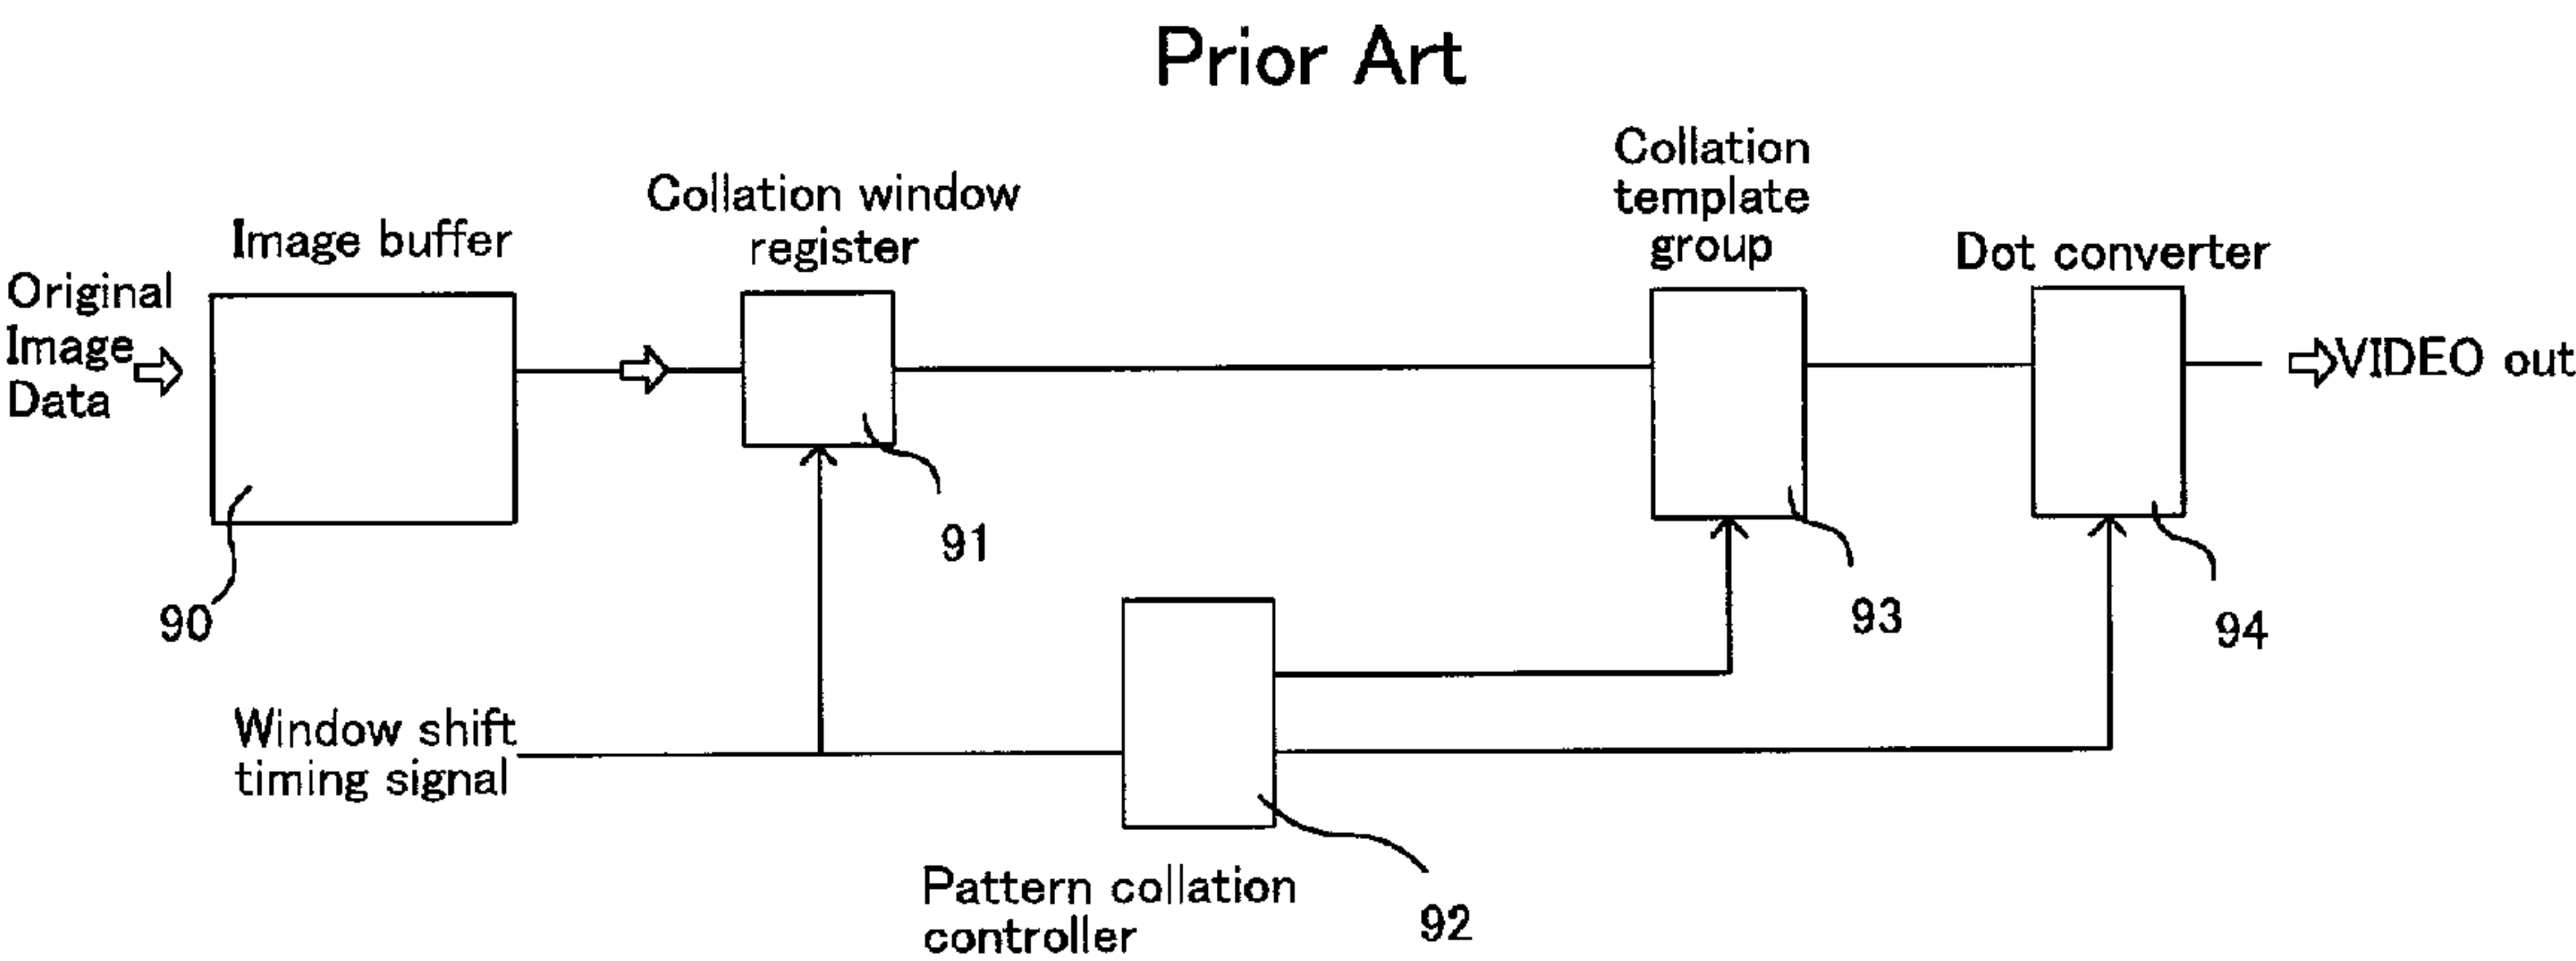 Prior Art
Original
Image
Data
Image buffer
90
Collation window
register
91
Collation
template
group
93
Dot converter
94
VIDEO out
Window shift
timing signal
Pattern collation
controller
92